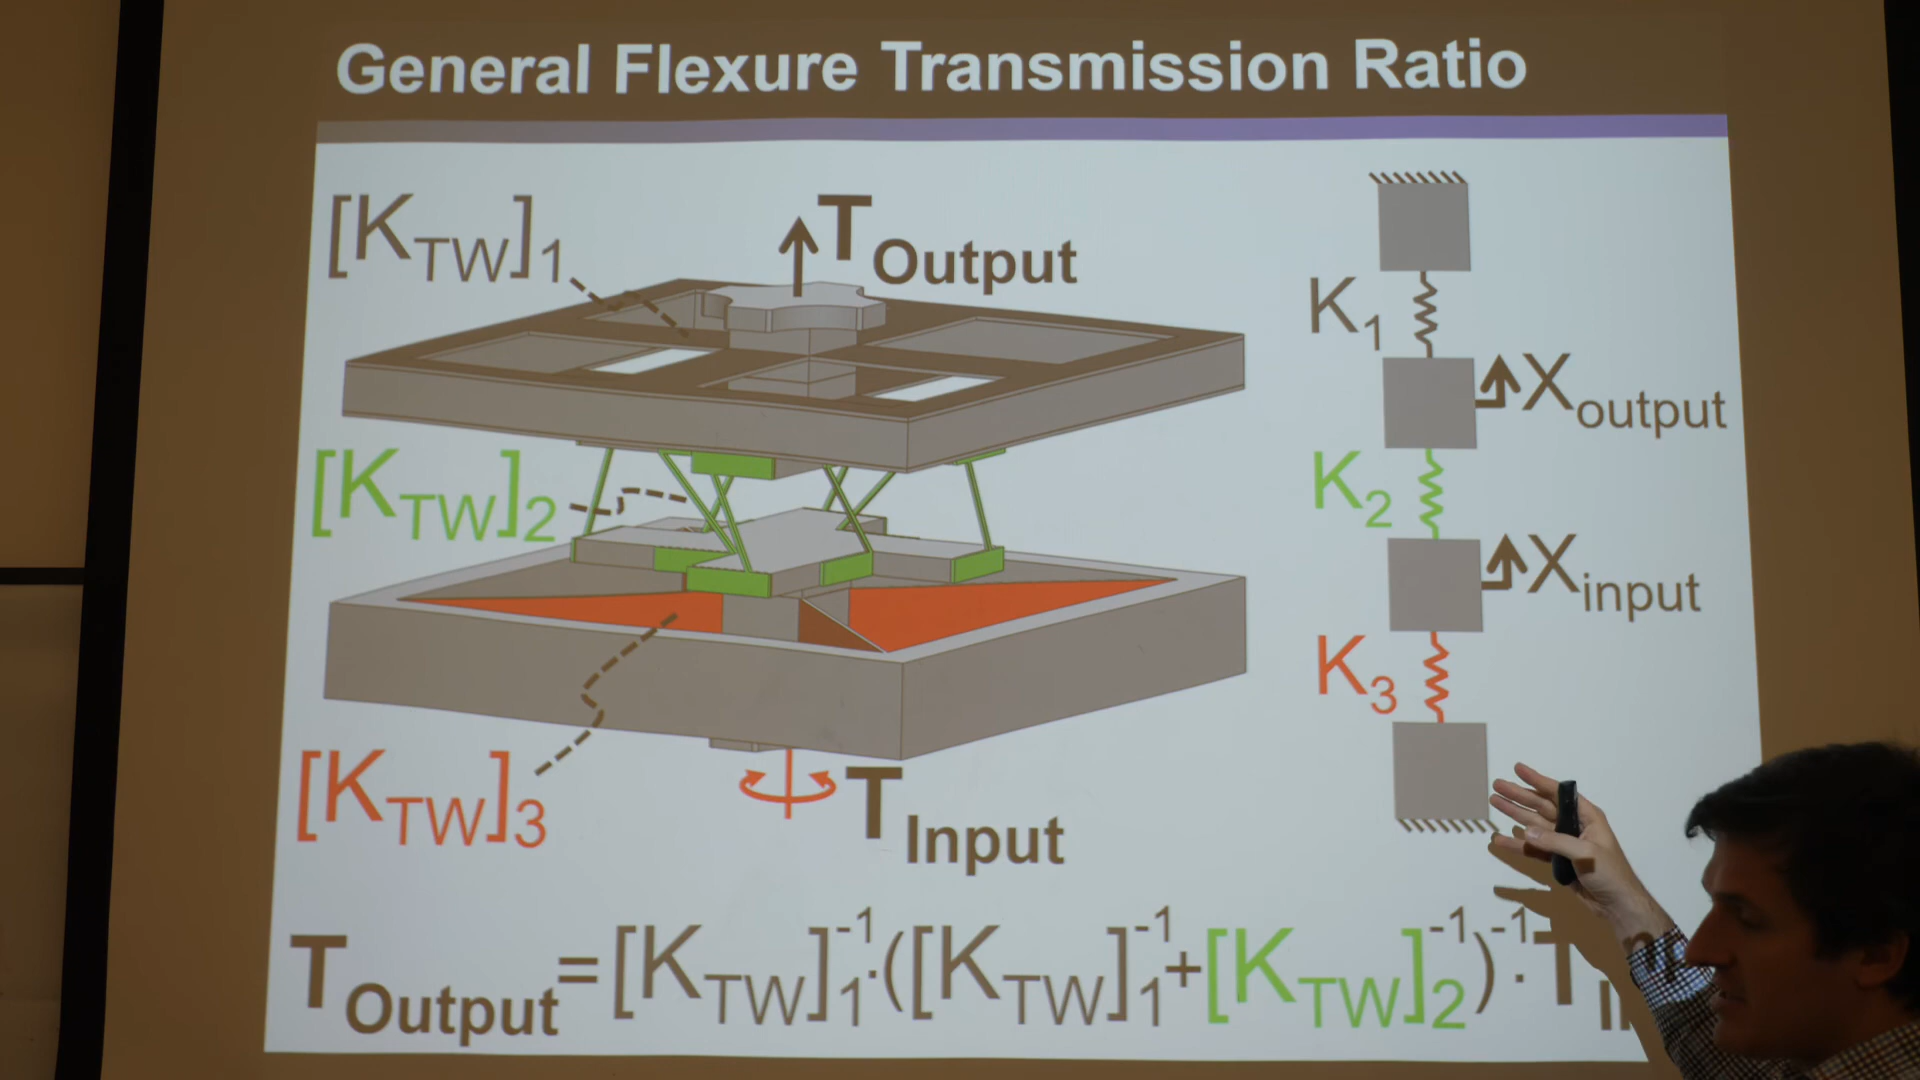 General Flexure Transmission Ratio
[K_TW]_1
T_Output
K_1
X_output
[K_TW]_2
K_2
X_input
K_3
[K_TW]_3
T_Input
T_Output = [K_TW]_1^-1 · ([K_TW]_1^-1 + [K_TW]_2^-1)^-1 · T